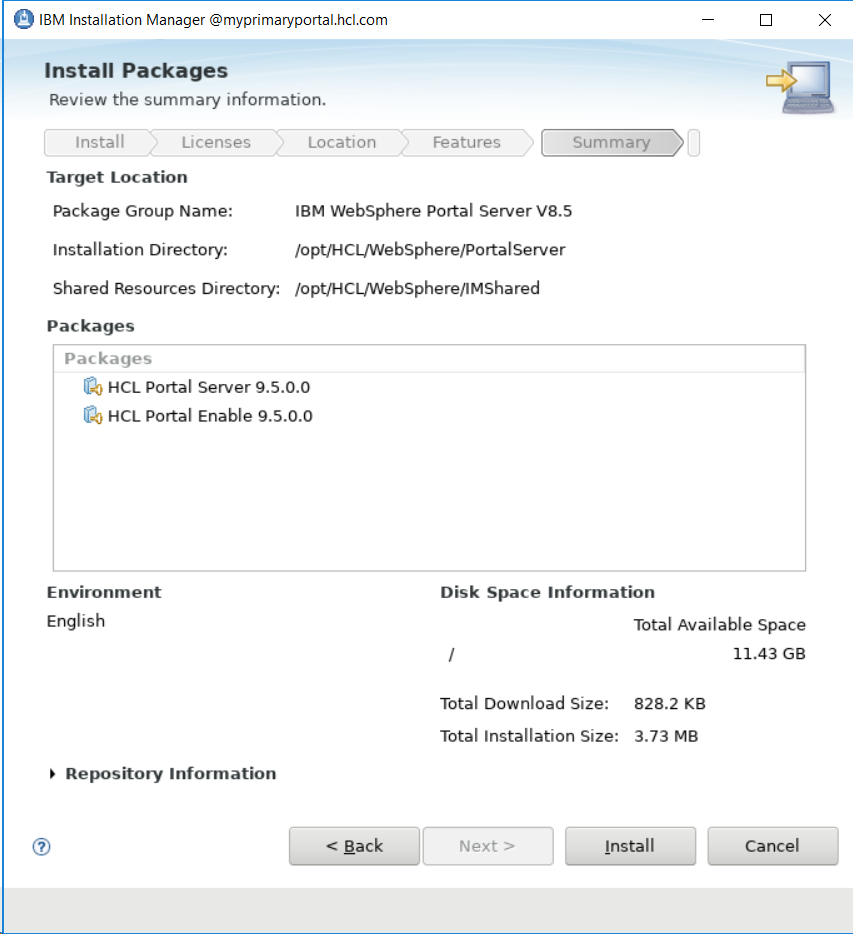 IBM Installation Manager @myprimaryportal.hcl.com
Install Packages
Review the summary information.
Install Licenses Location Features Summary
Target Location
Package Group Name: IBM WebSphere Portal Server V8.5
Installation Directory: /opt/HCL/WebSphere/PortalServer
Shared Resources Directory: /opt/HCL/WebSphere/IMShared
Packages
Packages
HCL Portal Server 9.5.0.0
HCL Portal Enable 9.5.0.0
Environment
English
Disk Space Information
Total Available Space
/ 11.43 GB
Total Download Size: 828.2 KB
Total Installation Size: 3.73 MB
Repository Information
? < Back Next > Install Cancel